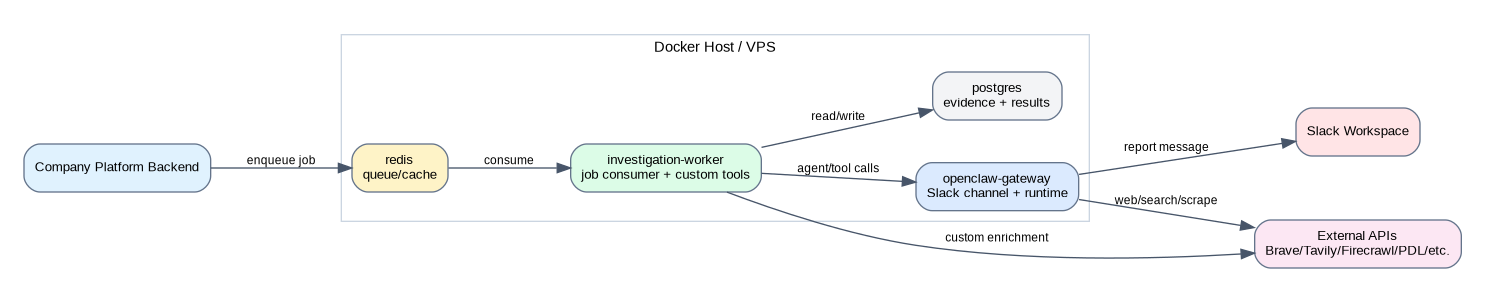 Docker Host / VPS
Company Platform Backend
enqueue job
redis
queue/cache
consume
investigation-worker
job consumer + custom tools
read/write
postgres
evidence + results
agent/tool calls
openclaw-gateway
Slack channel + runtime
report message
Slack Workspace
web/search/scrape
External APIs
Brave/Tavily/Firecrawl/PDL/etc.
custom enrichment